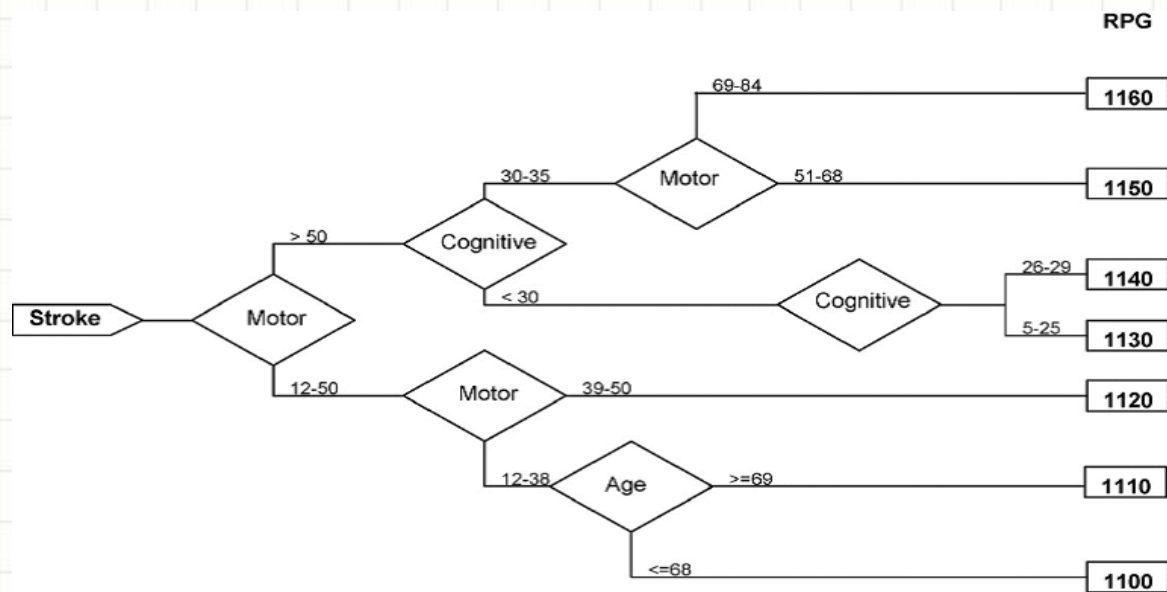 RPG
69-84
1160
30-35
Motor
51-68
1150
> 50
Cognitive
26-29
1140
< 30
Cognitive
Stroke
Motor
5-25
1130
12-50
Motor
39-50
1120
12-38
Age
>=69
1110
<=68
1100